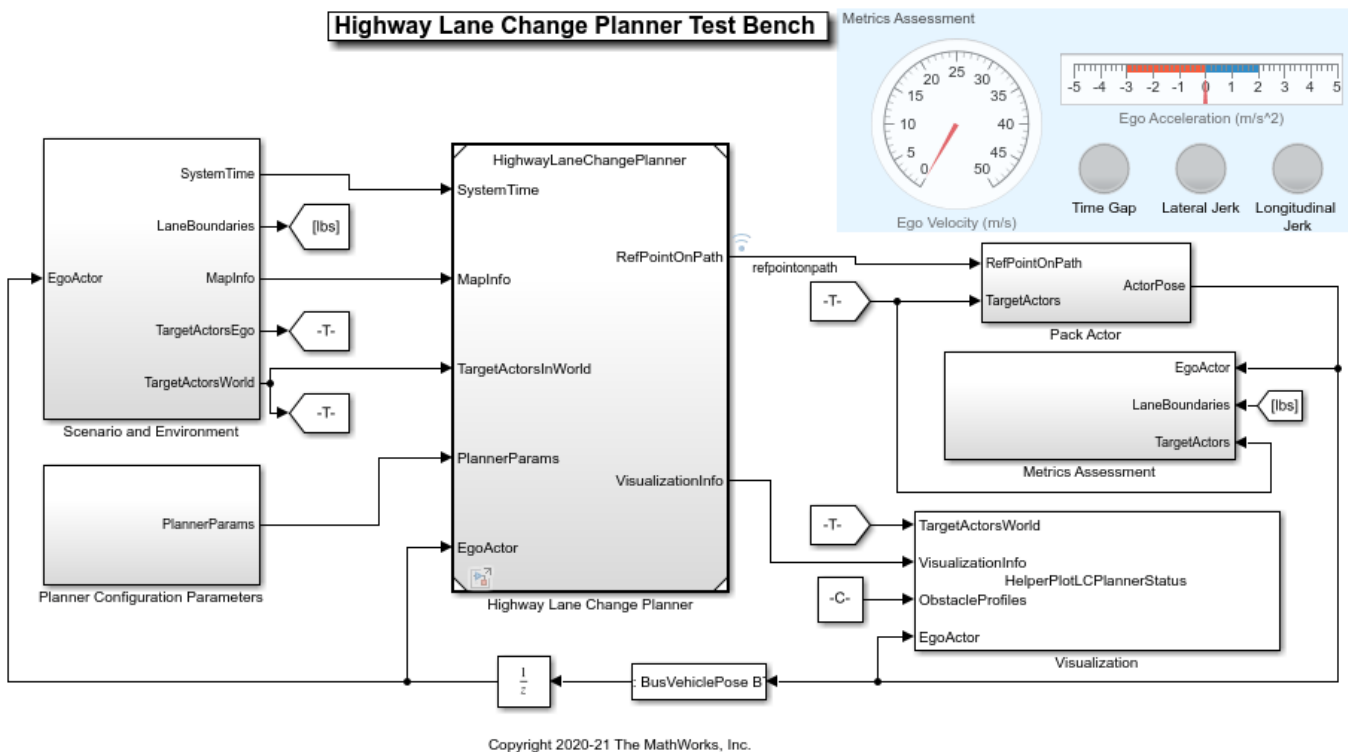 Highway Lane Change Planner Test Bench
Metrics Assessment
0 5 10 15 20 25 30 35 40 45 50
Ego Velocity (m/s)
-5 -4 -3 -2 -1 0 1 2 3 4 5
Ego Acceleration (m/s^2)
Time Gap
Lateral Jerk
Longitudinal
Jerk
EgoActor
SystemTime
LaneBoundaries
MapInfo
TargetActorsEgo
TargetActorsWorld
Scenario and Environment
[lbs]
-T-
-T-
PlannerParams
Planner Configuration Parameters
HighwayLaneChangePlanner
SystemTime
MapInfo
TargetActorsInWorld
PlannerParams
EgoActor
RefPointOnPath
VisualizationInfo
Highway Lane Change Planner
refpointonpath
-T-
RefPointOnPath
TargetActors
ActorPose
Pack Actor
EgoActor
LaneBoundaries
TargetActors
[lbs]
Metrics Assessment
-T-
-C-
TargetActorsWorld
VisualizationInfo
HelperPlotLCPlannerStatus
ObstacleProfiles
EgoActor
Visualization
1
z
: BusVehiclePose B
Copyright 2020-21 The MathWorks, Inc.